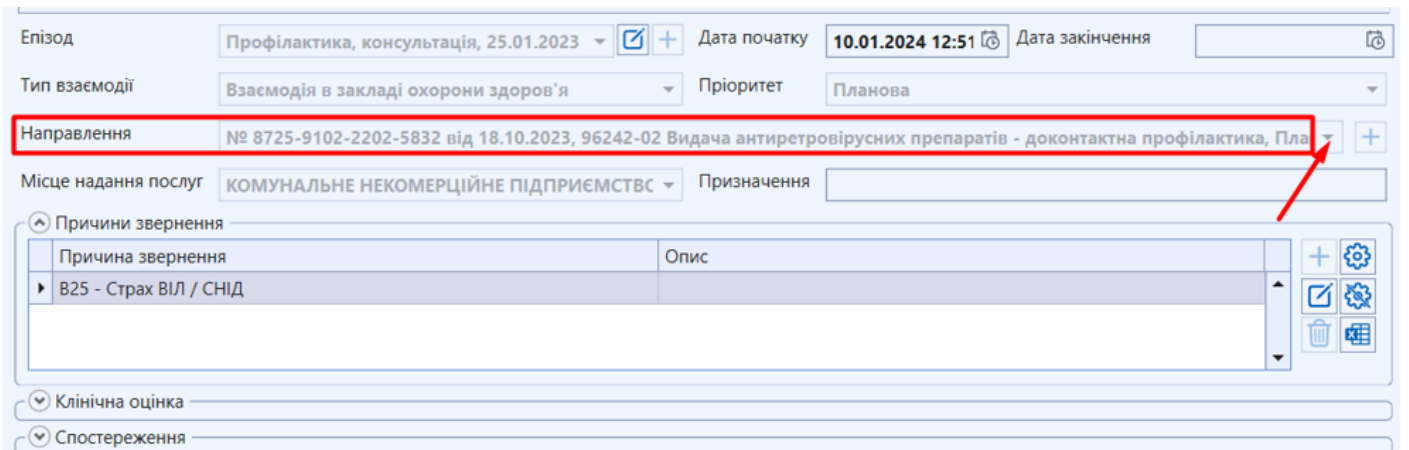 Епізод Профілактика, консультація, 25.01.2023 Дата початку 10.01.2024 12:51 Дата закінчення
Тип взаємодії Взаємодія в закладі охорони здоров'я Пріоритет Планова
Направлення № 8725-9102-2202-5832 від 18.10.2023, 96242-02 Видача антиретровірусних препаратів - доконтактна профілактика, Пла
Місце надання послуг КОМУНАЛЬНЕ НЕКОМЕРЦІЙНЕ ПІДПРИЄМСТВО Призначення
Причини звернення
Причина звернення Опис
B25 - Страх ВІЛ / СНІД
Клінічна оцінка
Спостереження